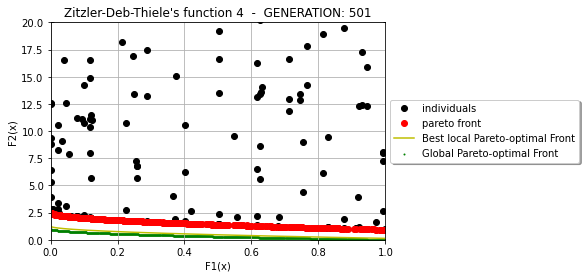 Zitzler-Deb-Thiele's function 4 - GENERATION: 501
20.0
17.5
15.0
12.5
10.0
7.5
5.0
2.5
0.0
F2(x)
0.0 0.2 0.4 0.6 0.8 1.0
F1(x)
individuals
pareto front
Best local Pareto-optimal Front
Global Pareto-optimal Front